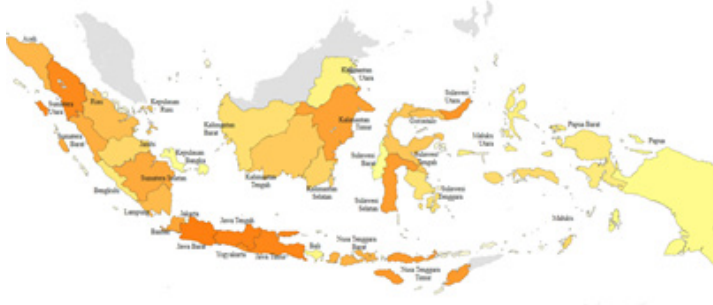 Aceh
Sumatera
Utara
Riau
Kepulauan
Riau
Sumatera
Barat
Jambi
Kepulauan
Bangka
Bengkulu
Sumatera Selatan
Lampung
Banten
Jakarta
Jawa Barat
Jawa Tengah
Yogyakarta
Jawa Timur
Bali
Kalimantan
Barat
Kalimantan
Tengah
Kalimantan
Selatan
Kalimantan
Timur
Kalimantan
Utara
Sulawesi
Utara
Gorontalo
Sulawesi
Barat
Sulawesi
Tengah
Sulawesi
Selatan
Sulawesi
Tenggara
Nusa Tenggara
Barat
Nusa Tenggara
Timur
Maluku
Utara
Maluku
Papua Barat
Papua